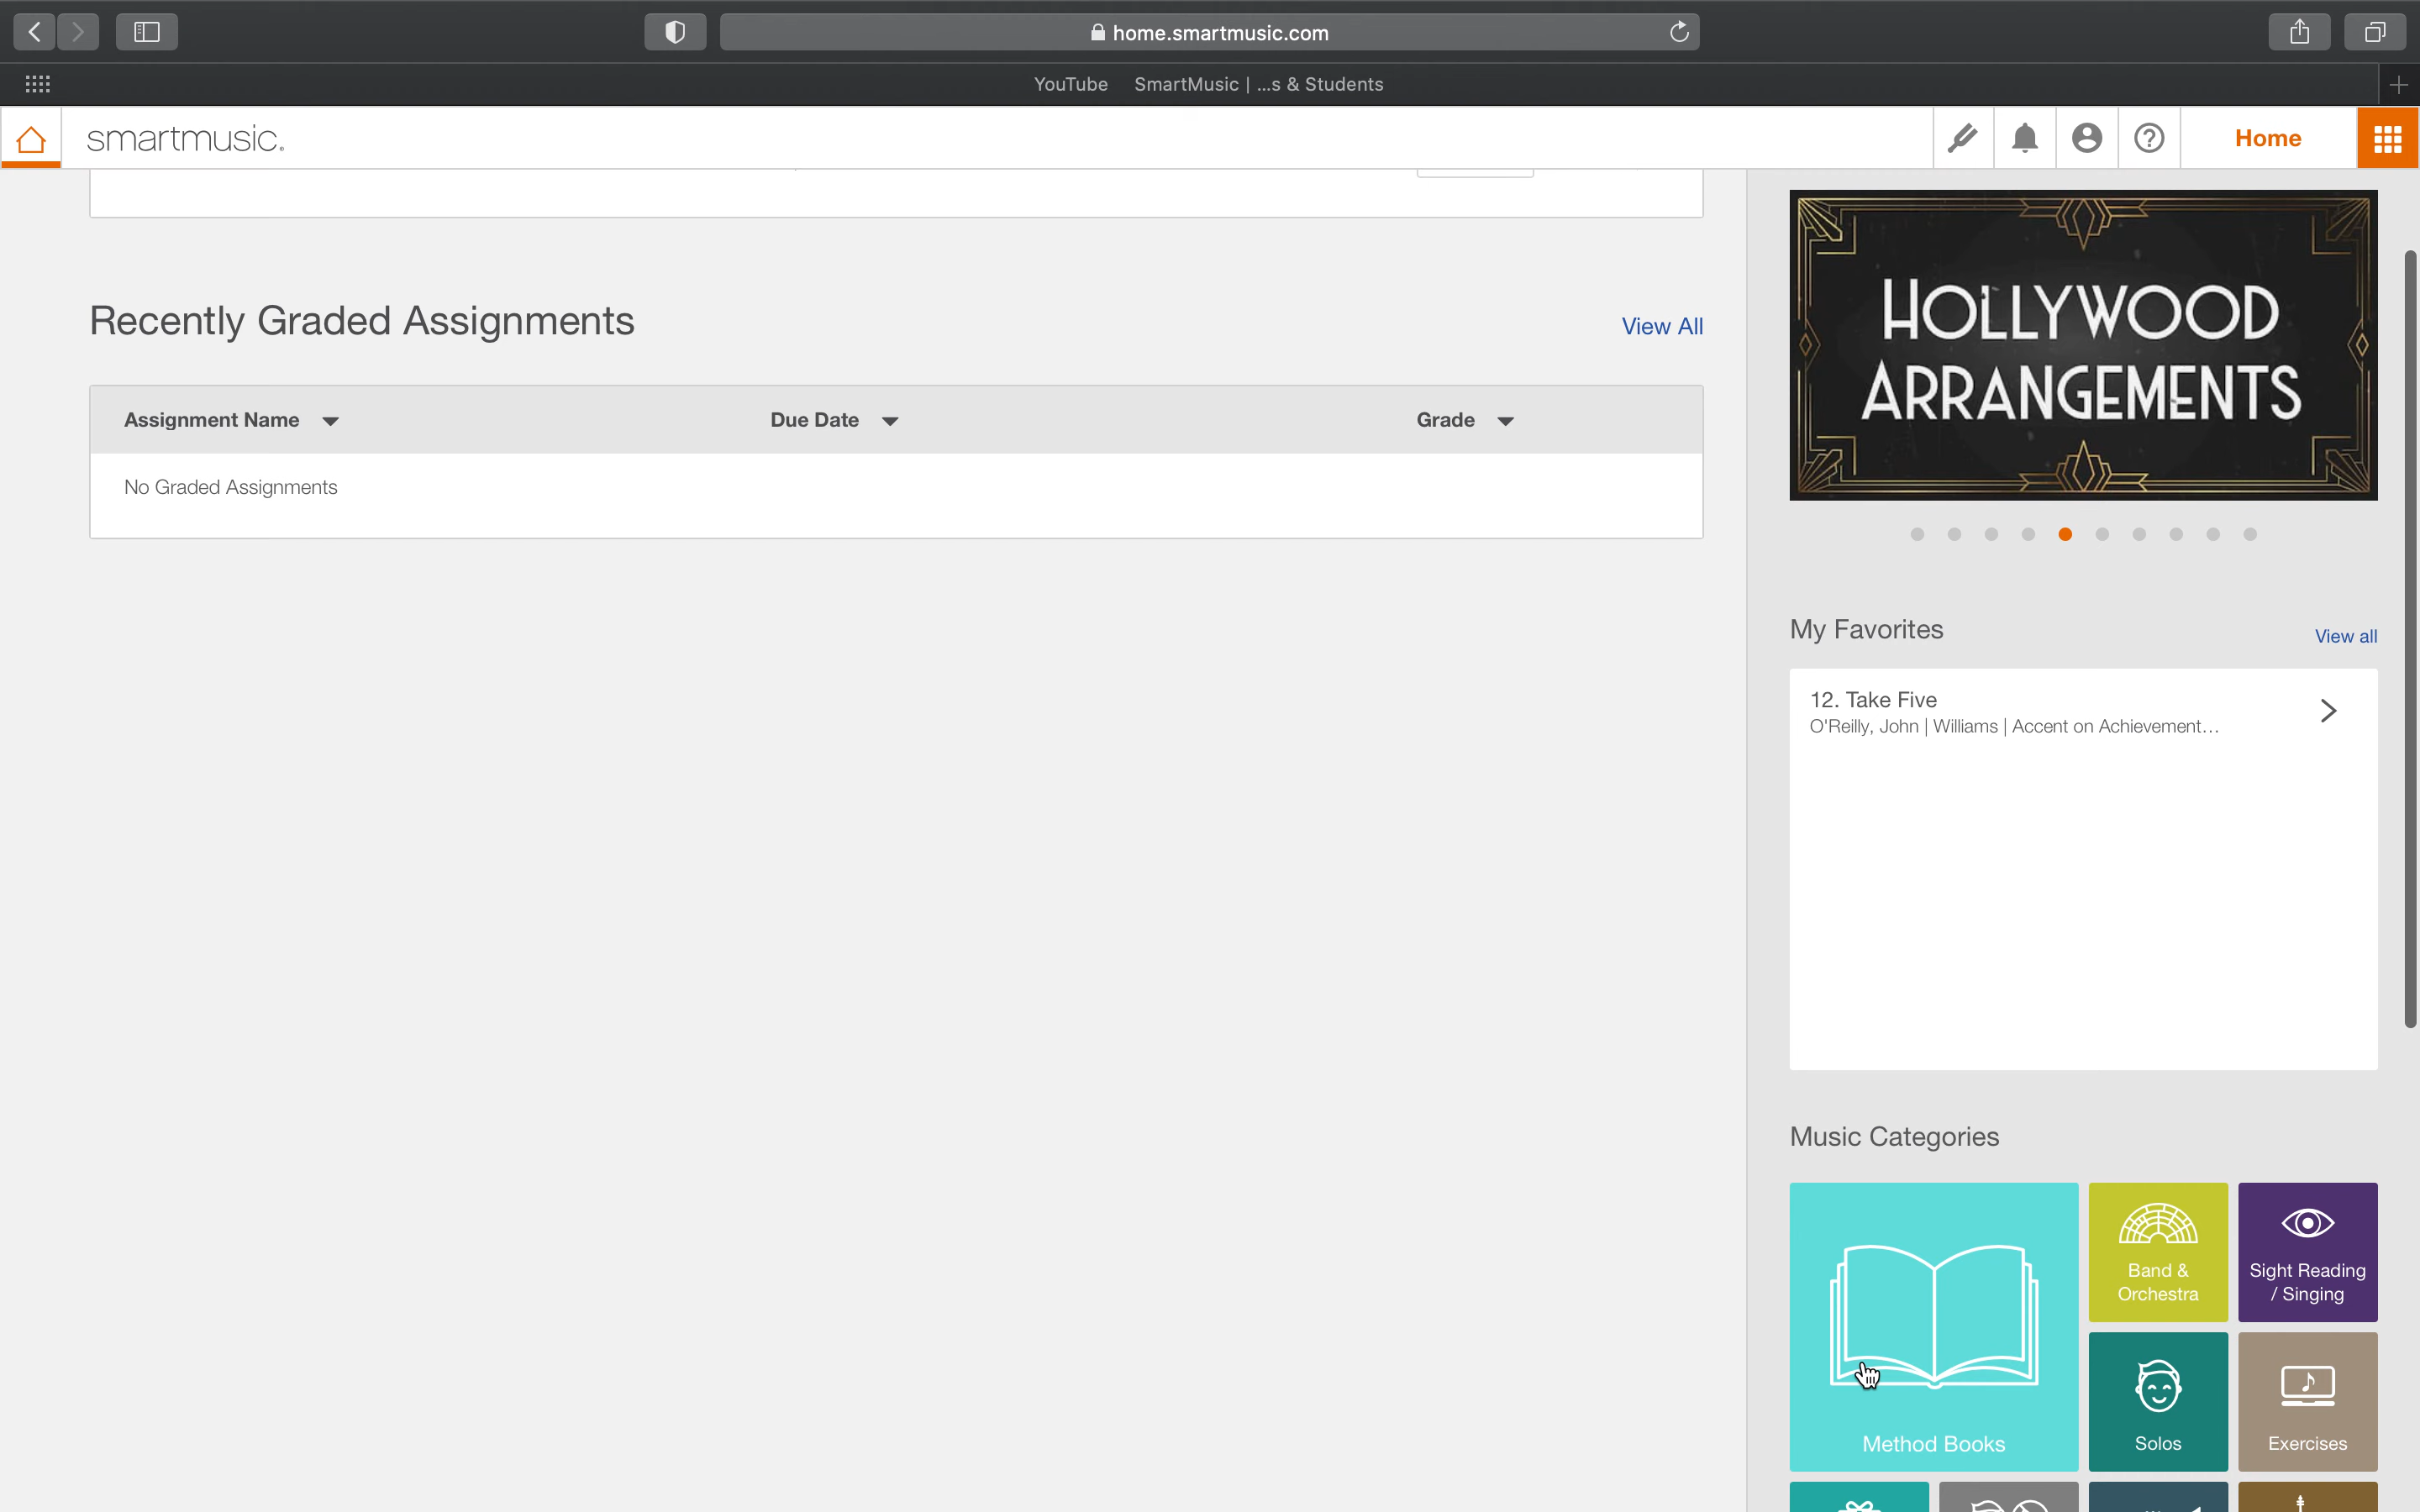 home.smartmusic.com
YouTube
SmartMusic | ...s & Students
smartmusic.
Home
Recently Graded Assignments
View All
Assignment Name
Due Date
Grade
No Graded Assignments
HOLLYWOOD
ARRANGEMENTS
My Favorites
View all
12. Take Five
O'Reilly, John | Williams | Accent on Achievement...
Music Categories
Method Books
Band &
Orchestra
Sight Reading
/ Singing
Solos
Exercises